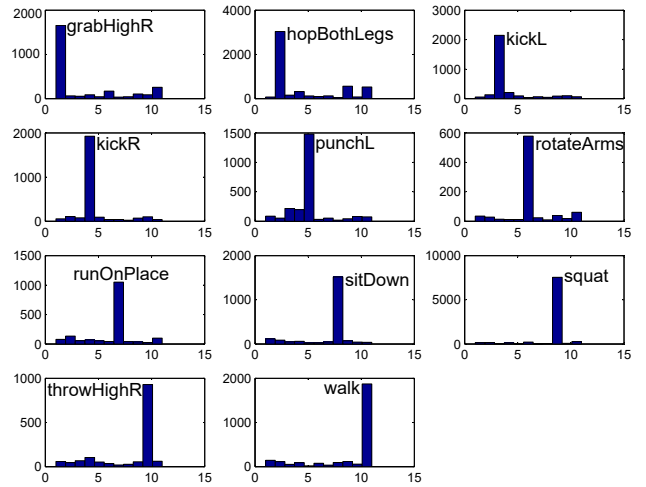 2000
1000
0
0 5 10 15
grabHighR
4000
2000
0
0 5 10 15
hopBothLegs
3000
2000
1000
0
0 5 10 15
kickL
2000
1000
0
0 5 10 15
kickR
1500
1000
500
0
0 5 10 15
punchL
600
400
200
0
0 5 10 15
rotateArms
1500
1000
500
0
0 5 10 15
runOnPlace
2000
1000
0
0 5 10 15
sitDown
10000
5000
0
0 5 10 15
squat
1000
500
0
0 5 10 15
throwHighR
2000
1000
0
0 5 10 15
walk